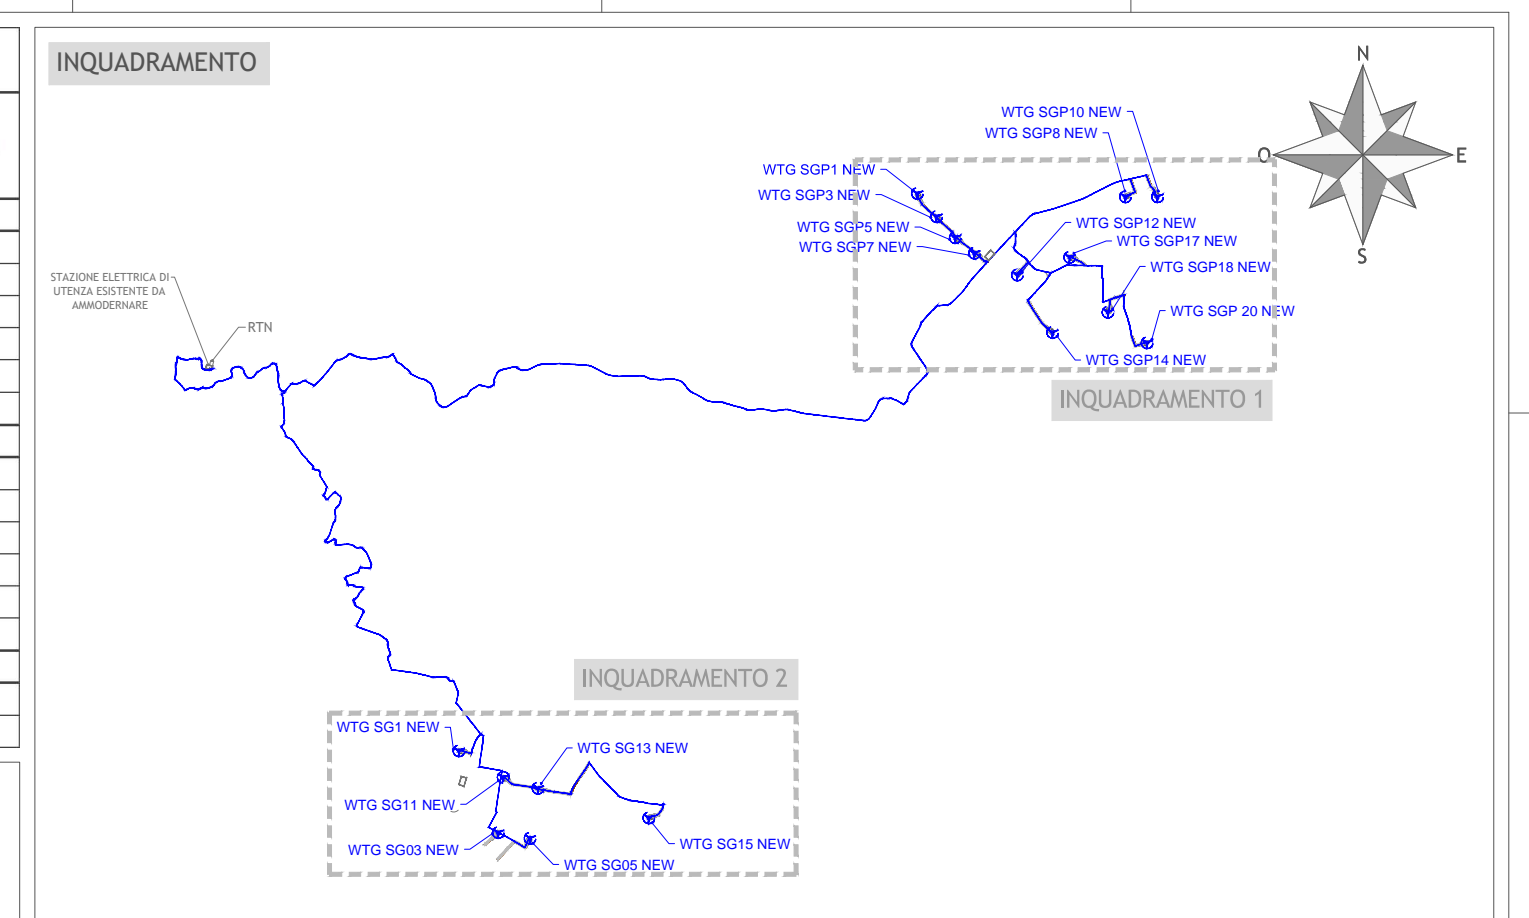 INQUADRAMENTO
N
O
E
S
WTG SGP10 NEW
WTG SGP8 NEW
WTG SGP1 NEW
WTG SGP3 NEW
WTG SGP5 NEW
WTG SGP7 NEW
WTG SGP12 NEW
WTG SGP17 NEW
WTG SGP18 NEW
WTG SGP 20 NEW
WTG SGP14 NEW
INQUADRAMENTO 1
STAZIONE ELETTRICA DI
UTENZA ESISTENTE DA
AMMODERNARE
RTN
INQUADRAMENTO 2
WTG SG1 NEW
WTG SG13 NEW
WTG SG11 NEW
WTG SG03 NEW
WTG SG05 NEW
WTG SG15 NEW